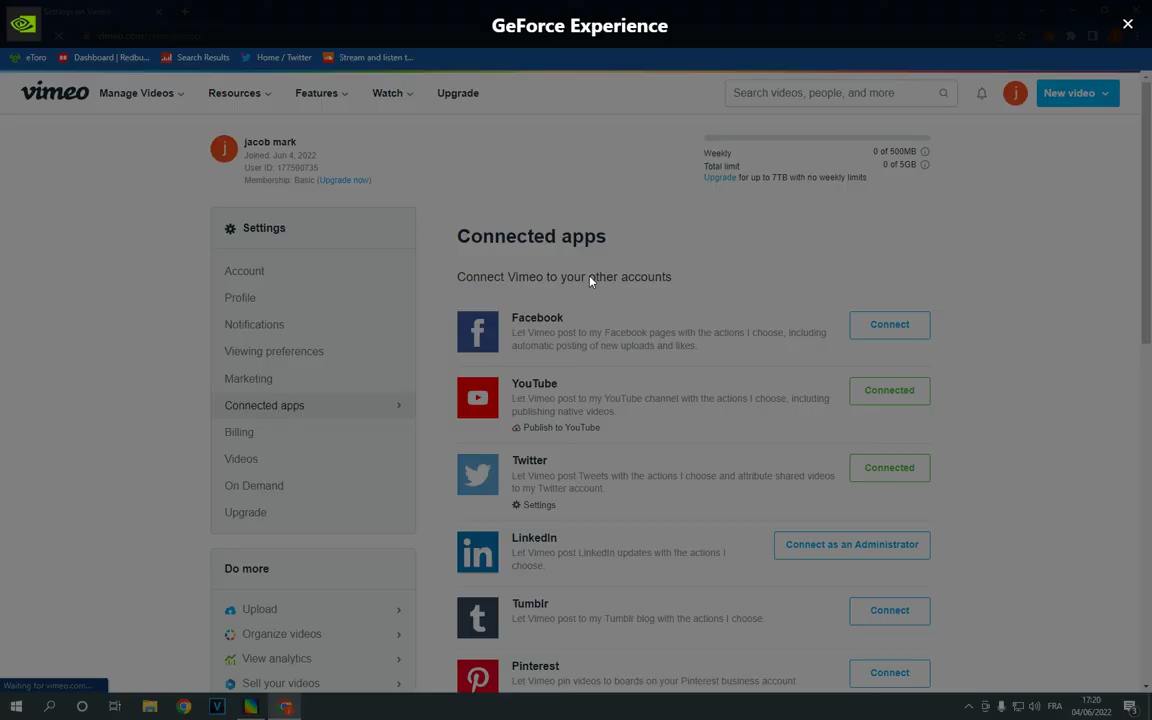 GeForce Experience
Settings on Vimeo
eToro
Dashboard | Redbu...
Search Results
Home / Twitter
Stream and listen t...
vimeo
Manage Videos
Resources
Features
Watch
Upgrade
Search videos, people, and more
j
New video
j
jacob mark
Joined: Jun 4, 2022
User ID: 177590735
Membership: Basic (Upgrade now)
Weekly 0 of 500MB
Total limit 0 of 5GB
Upgrade for up to 7TB with no weekly limits
Settings
Account
Profile
Notifications
Viewing preferences
Marketing
Connected apps
Billing
Videos
On Demand
Upgrade
Do more
Upload
Organize videos
View analytics
Sell your videos
Connected apps
Connect Vimeo to your other accounts
Facebook
Let Vimeo post to my Facebook pages with the actions I choose, including
automatic posting of new uploads and likes.
Connect
YouTube
Let Vimeo post to my YouTube channel with the actions I choose, including
publishing native videos.
Publish to YouTube
Connected
Twitter
Let Vimeo post Tweets with the actions I choose and attribute shared videos
to my Twitter account.
Settings
Connected
LinkedIn
Let Vimeo post LinkedIn updates with the actions I
choose.
Connect as an Administrator
Tumblr
Let Vimeo post to my Tumblr blog with the actions I choose.
Connect
Pinterest
Let Vimeo pin videos to boards on your Pinterest business account
Connect
Waiting for vimeo.com...
FRA
17:20
04/06/2022
3